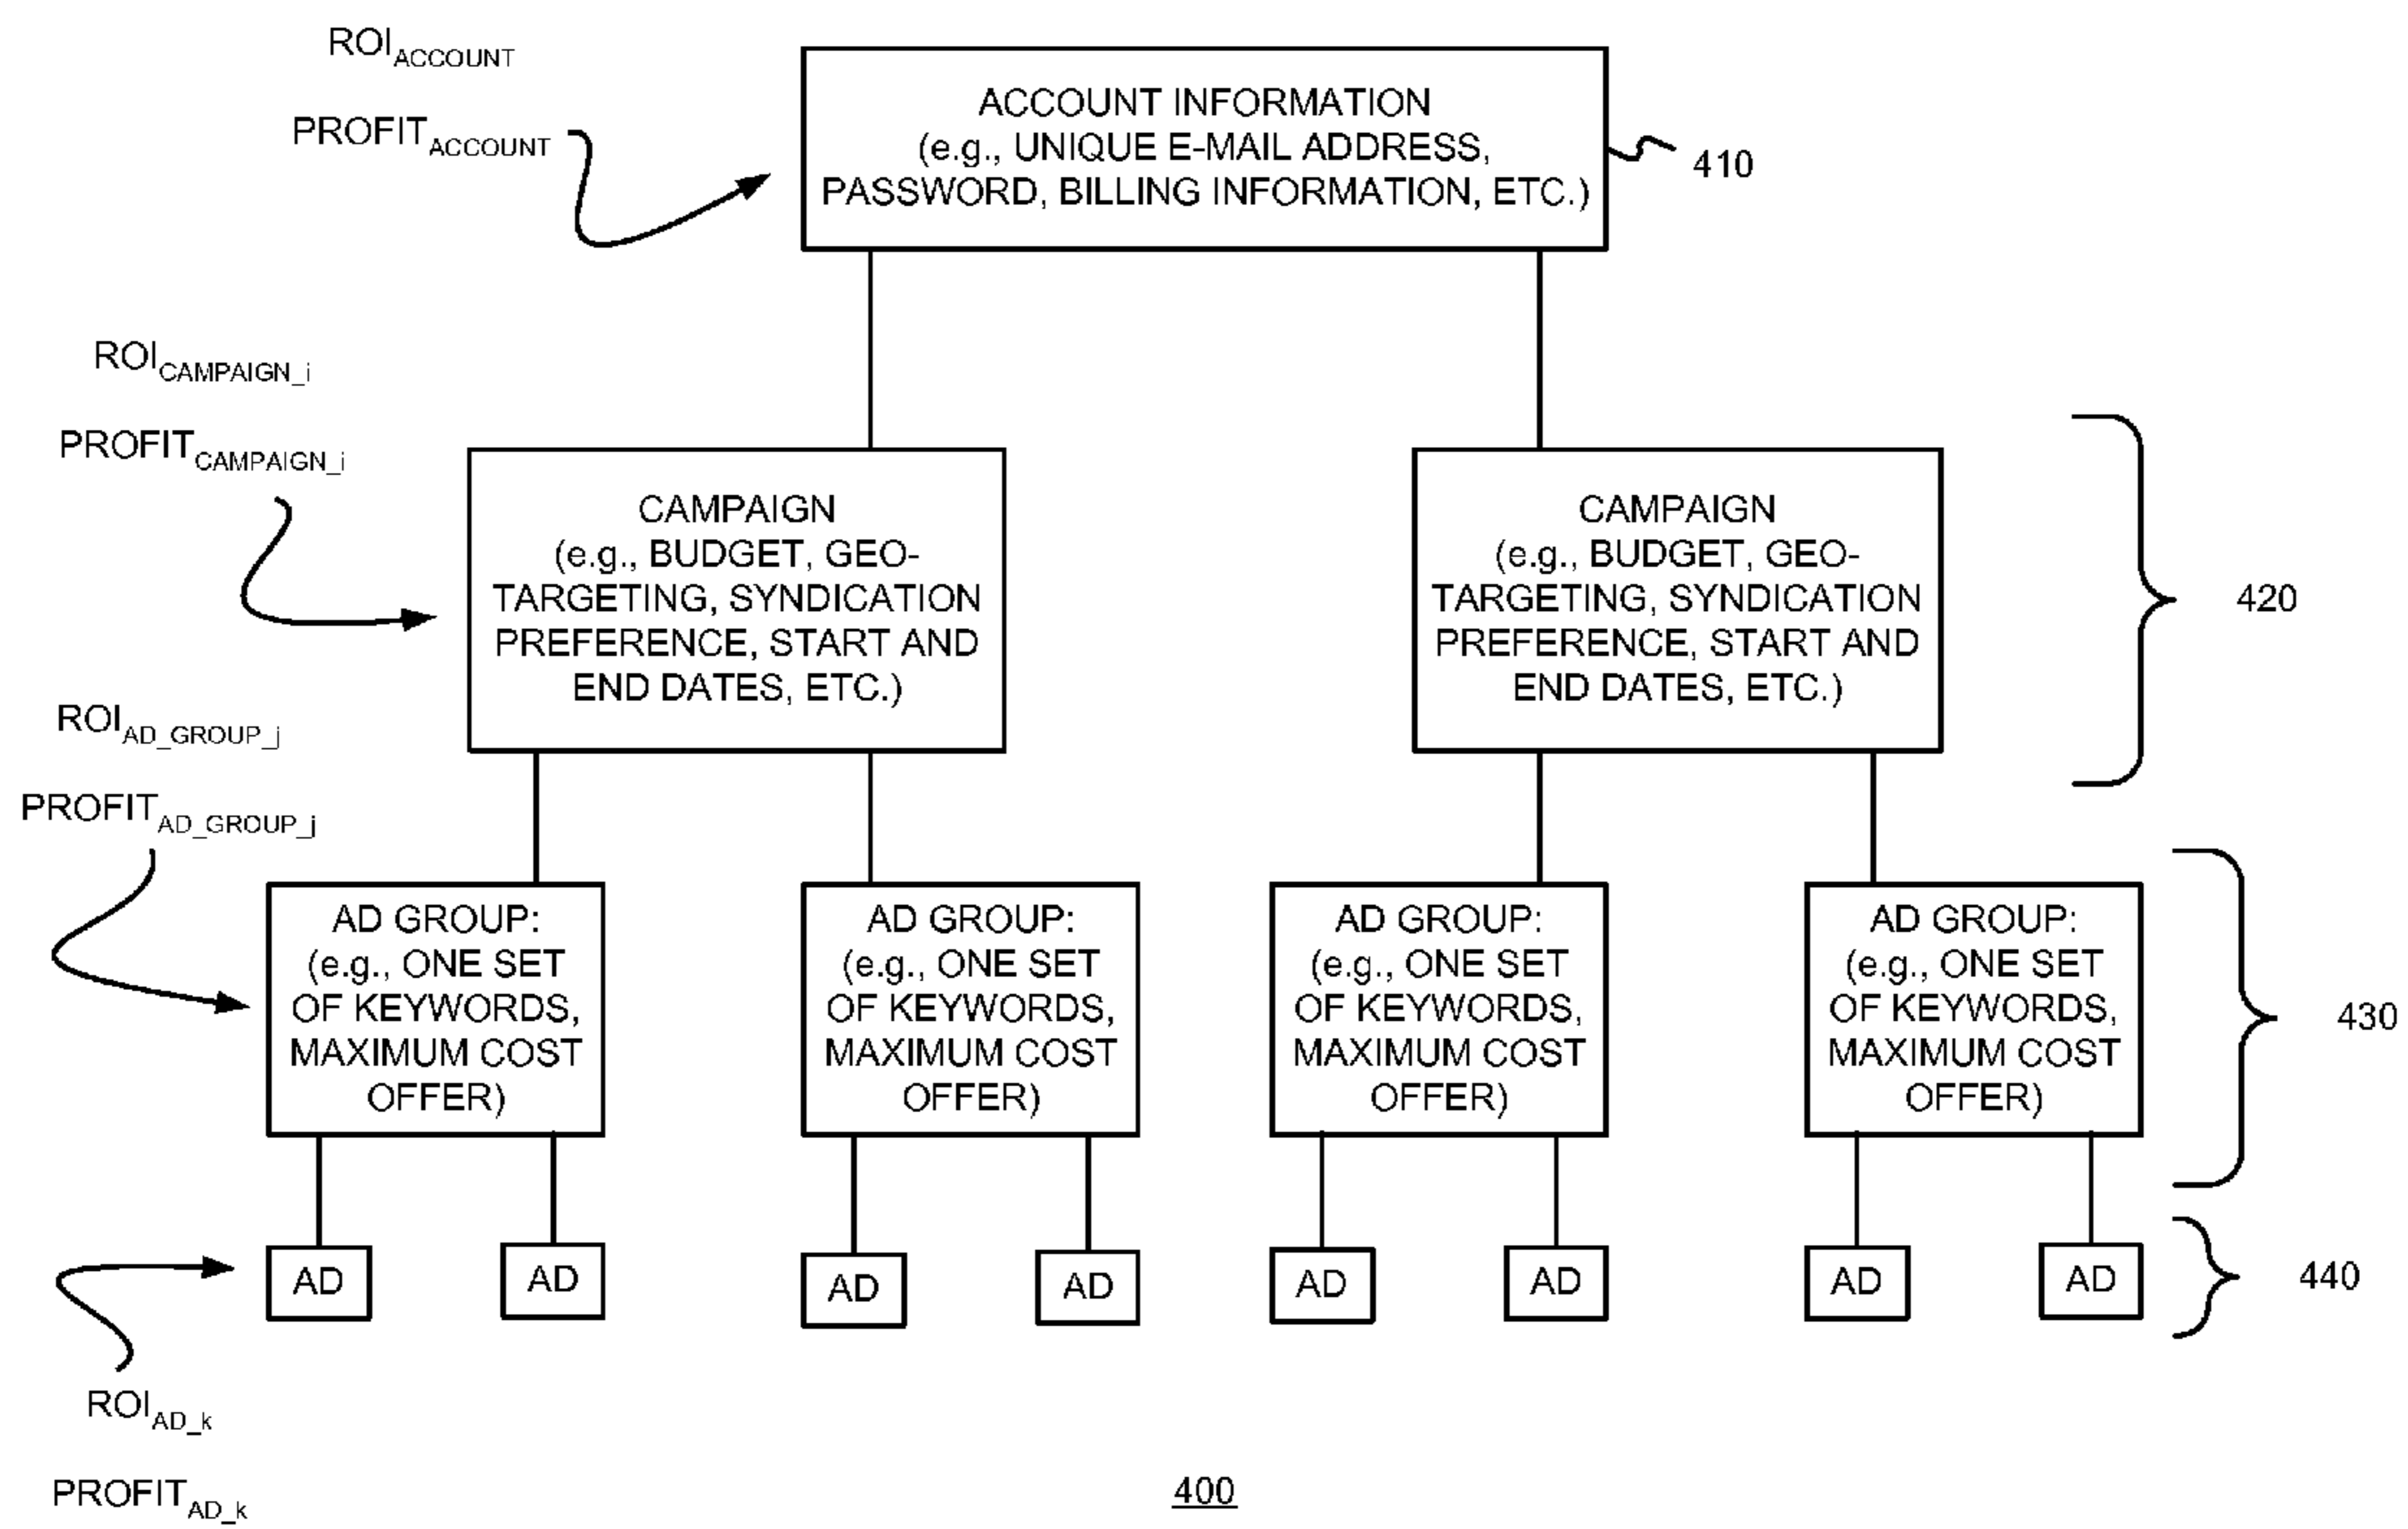 ROI_ACCOUNT
PROFIT_ACCOUNT
ACCOUNT INFORMATION
(e.g., UNIQUE E-MAIL ADDRESS,
PASSWORD, BILLING INFORMATION, ETC.)
410
ROI_CAMPAIGN_i
PROFIT_CAMPAIGN_i
CAMPAIGN
(e.g., BUDGET, GEO-
TARGETING, SYNDICATION
PREFERENCE, START AND
END DATES, ETC.)
CAMPAIGN
(e.g., BUDGET, GEO-
TARGETING, SYNDICATION
PREFERENCE, START AND
END DATES, ETC.)
420
ROI_AD_GROUP_j
PROFIT_AD_GROUP_j
AD GROUP:
(e.g., ONE SET
OF KEYWORDS,
MAXIMUM COST
OFFER)
AD GROUP:
(e.g., ONE SET
OF KEYWORDS,
MAXIMUM COST
OFFER)
AD GROUP:
(e.g., ONE SET
OF KEYWORDS,
MAXIMUM COST
OFFER)
AD GROUP:
(e.g., ONE SET
OF KEYWORDS,
MAXIMUM COST
OFFER)
430
AD
AD
AD
AD
AD
AD
AD
AD
440
ROI_AD_k
PROFIT_AD_k
400